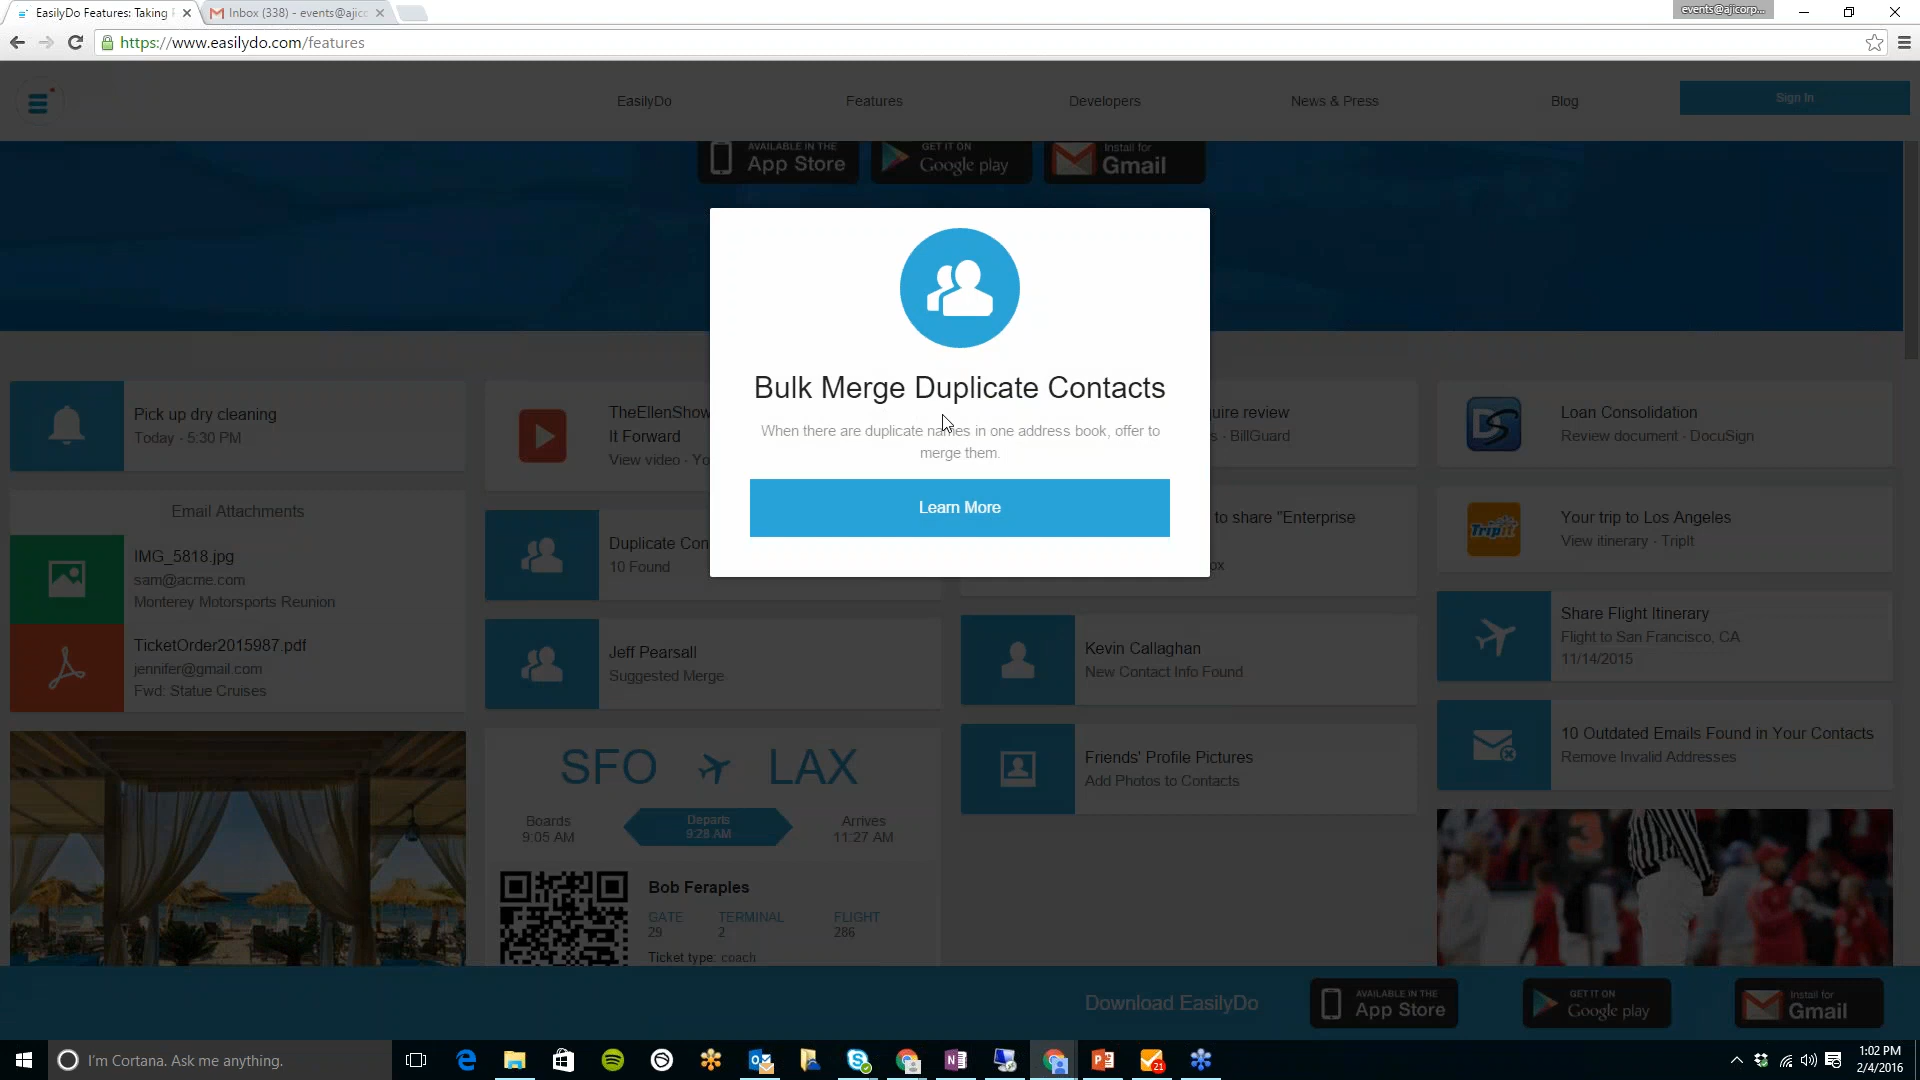 EasilyDo Features: Taking
Inbox (338) - events@ajic
events@ajicorp...
https://www.easilydo.com/features
EasilyDo
Features
Developers
News & Press
Blog
Sign In
AVAILABLE IN THE
App Store
GET IT ON
Google play
Install for
Gmail
Bulk Merge Duplicate Contacts
When there are duplicate names in one address book, offer to
merge them.
Learn More
Pick up dry cleaning
Today - 5:30 PM
Email Attachments
IMG_5818.jpg
sam@acme.com
Monterey Motorsports Reunion
TicketOrder2015987.pdf
jennifer@gmail.com
Fwd: Statue Cruises
TheEllenShow
It Forward
View video - Yo
Duplicate Con
10 Found
Jeff Pearsall
Suggested Merge
SFO LAX
Boards
9:05 AM
Departs
9:28 AM
Arrives
11:27 AM
Bob Feraples
GATE TERMINAL FLIGHT
29 2 286
Ticket type: coach
uire review
s - BillGuard
to share "Enterprise
ox
Kevin Callaghan
New Contact Info Found
Friends' Profile Pictures
Add Photos to Contacts
Loan Consolidation
Review document - DocuSign
TripIt
Your trip to Los Angeles
View itinerary - TripIt
Share Flight Itinerary
Flight to San Francisco, CA
11/14/2015
10 Outdated Emails Found in Your Contacts
Remove Invalid Addresses
3
Download EasilyDo
AVAILABLE IN THE
App Store
GET IT ON
Google play
Install for
Gmail
I'm Cortana. Ask me anything.
21
1:02 PM
2/4/2016